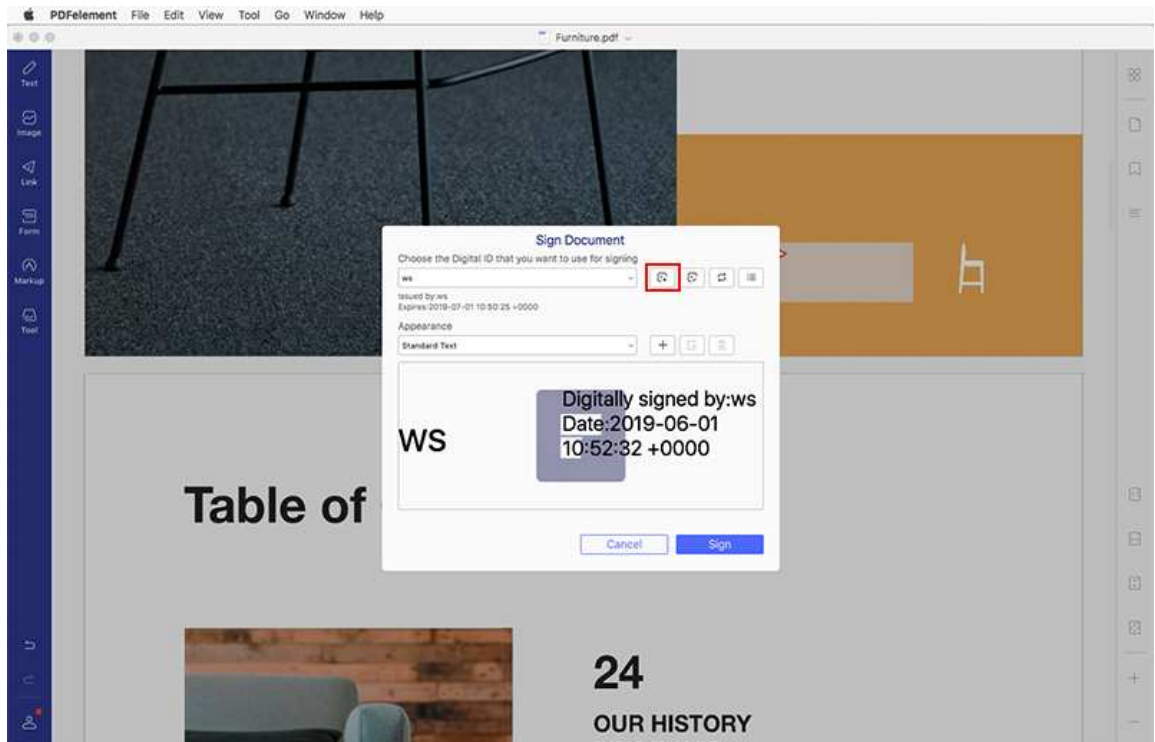 PDFelement File Edit View Tool Go Window Help
Furniture.pdf
Text
Image
Link
Form
Markup
Tool
Sign Document
Choose the Digital ID that you want to use for signing
ws
Issued by:ws
Expires:2019-07-01 10:50:25 +0000
Appearance
Standard Text
ws
Digitally signed by:ws
Date:2019-06-01
10:52:32 +0000
Cancel Sign
Table of
24
OUR HISTORY